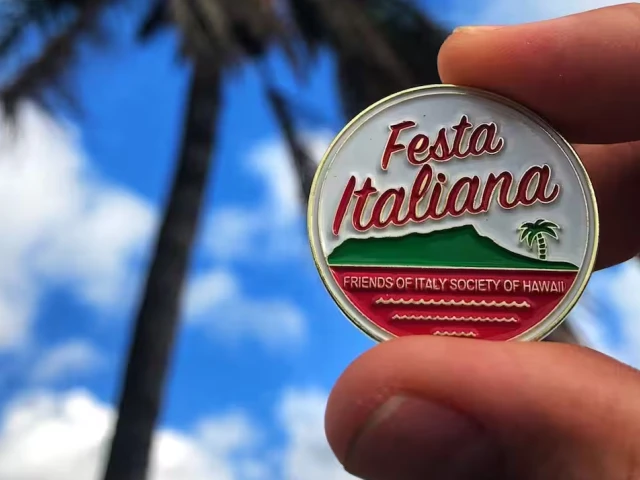 Festa
Italiana
FRIENDS OF ITALY SOCIETY OF HAWAII